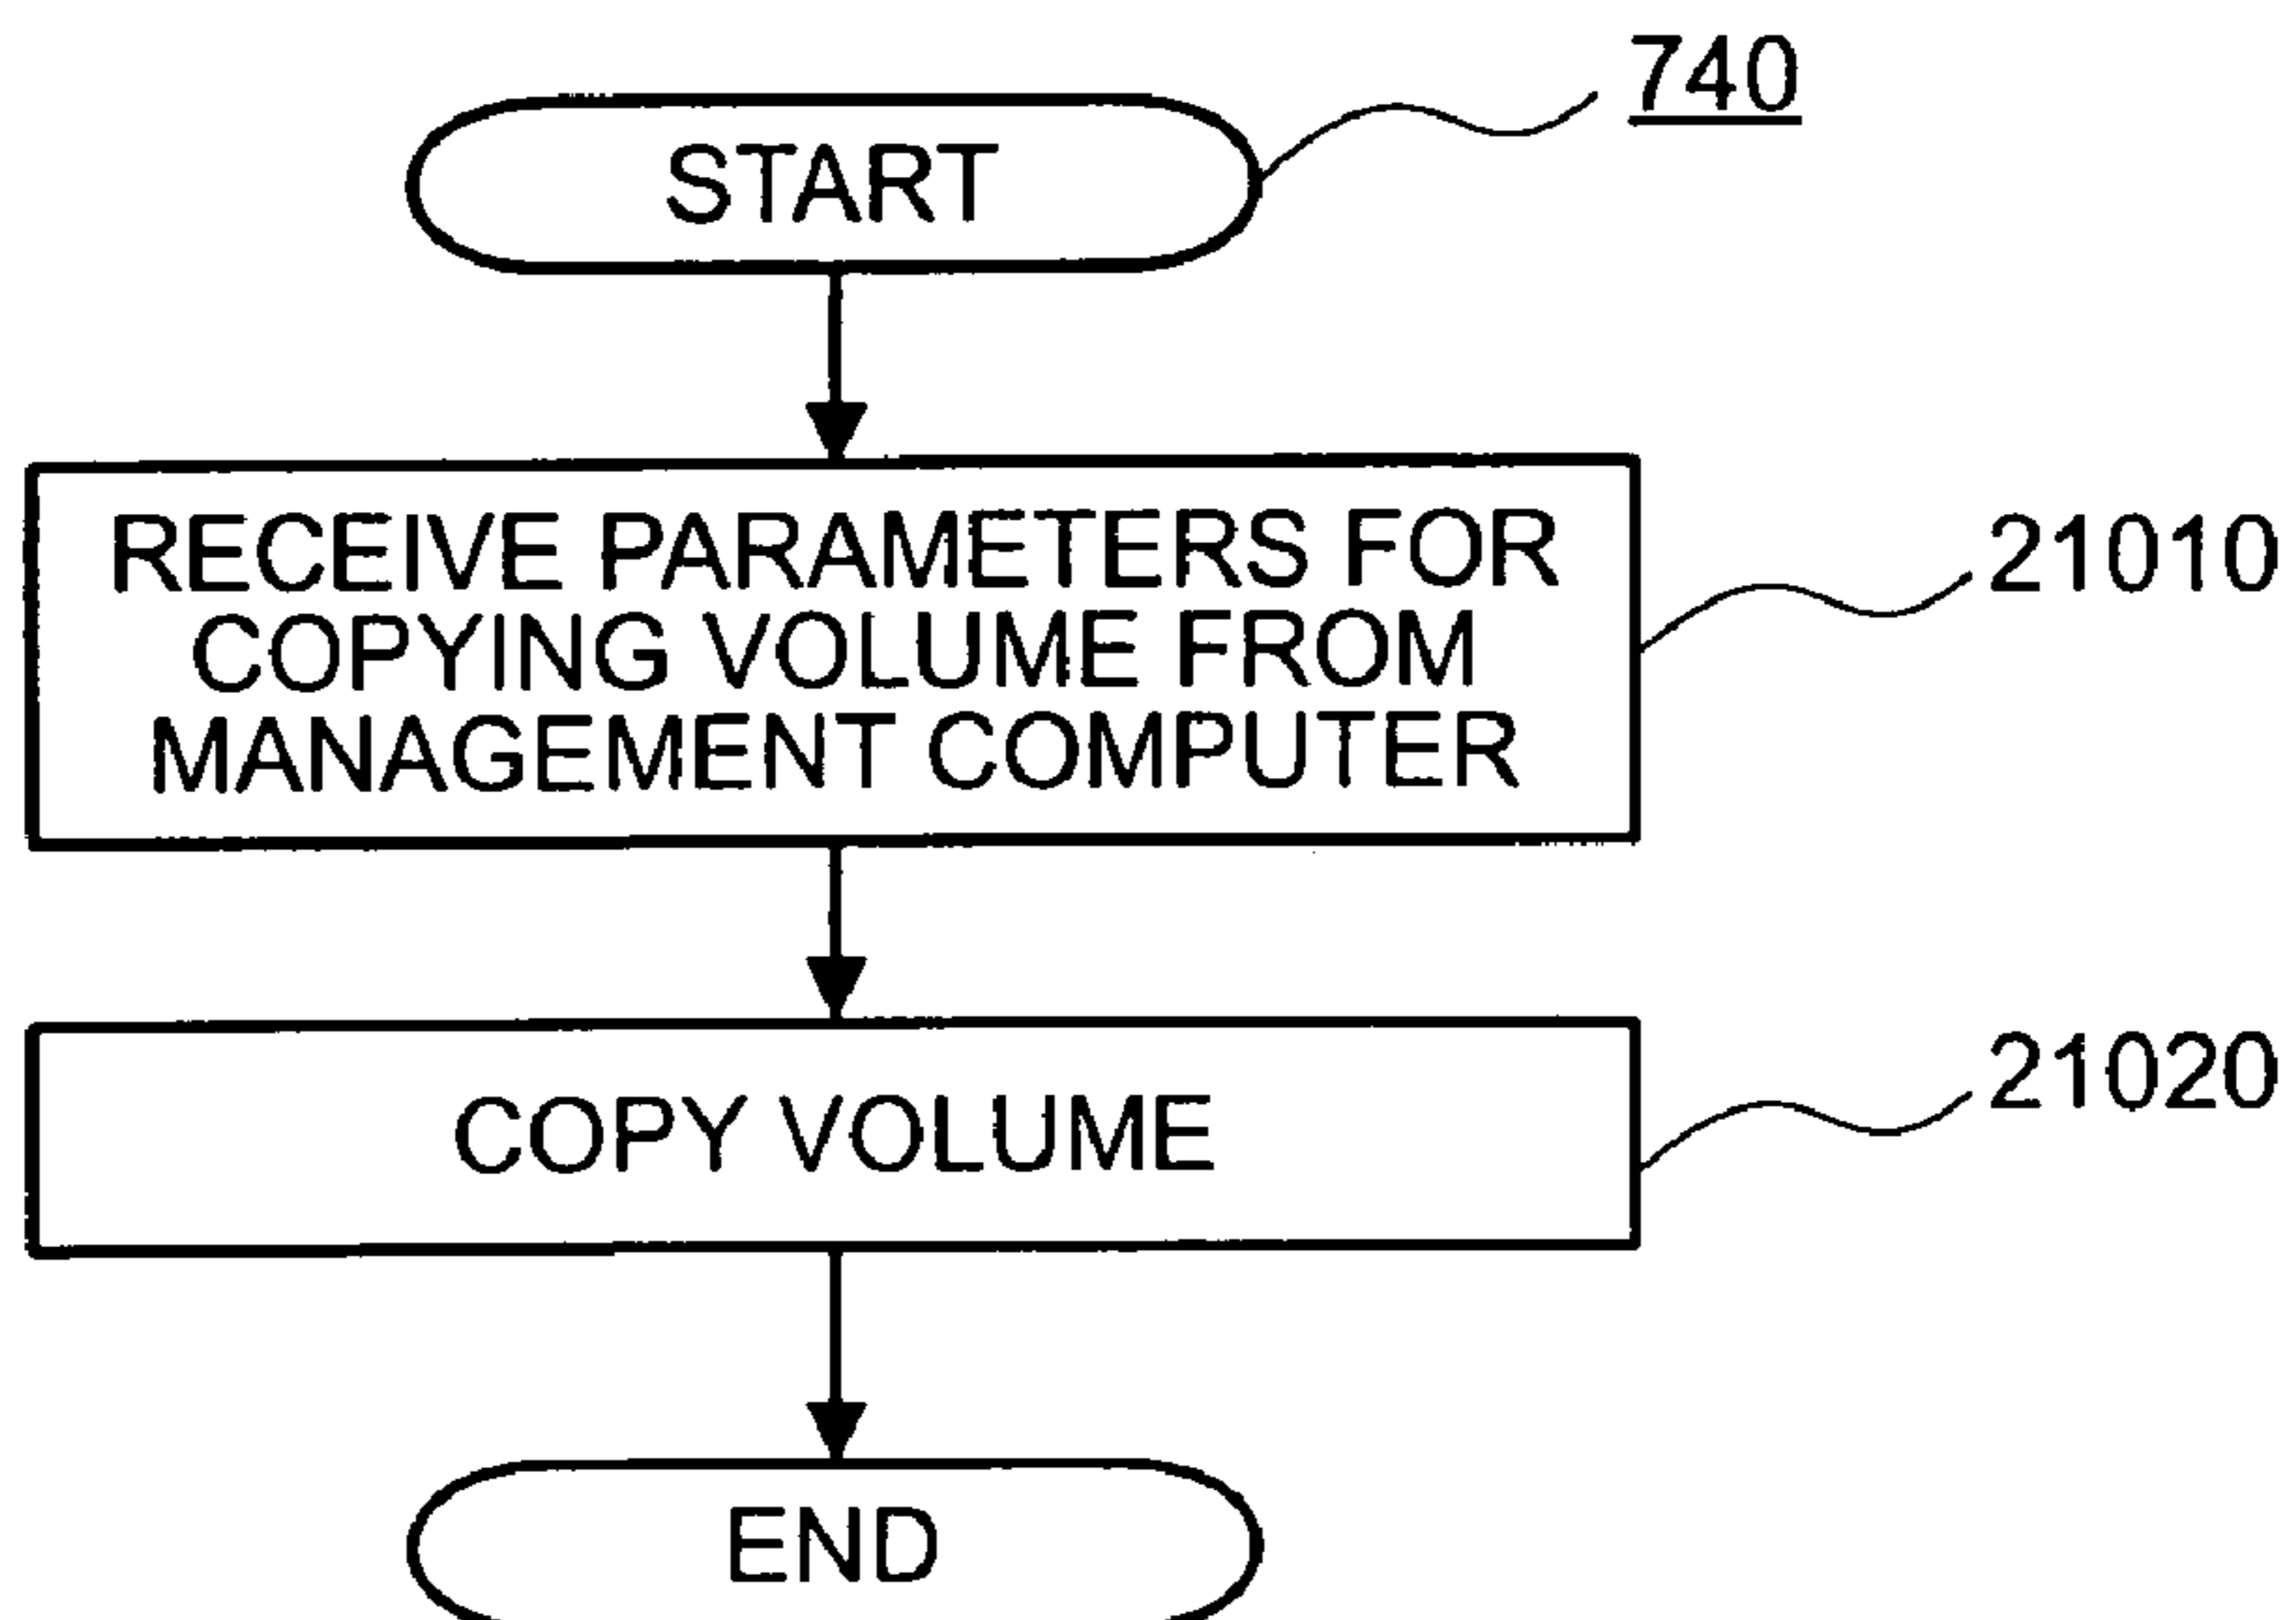 740
START
RECEIVE PARAMETERS FOR
COPYING VOLUME FROM
MANAGEMENT COMPUTER
21010
COPY VOLUME
21020
END